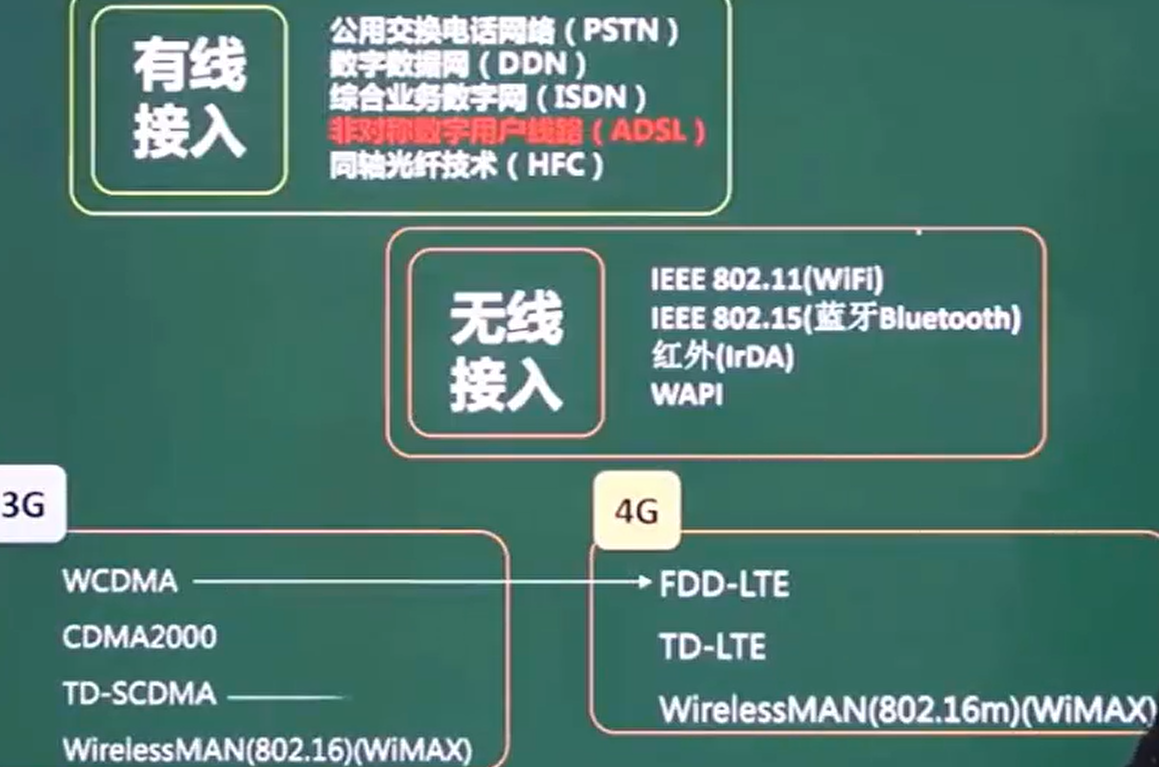 有线
接入
公用交换电话网络（PSTN）
数字数据网（DDN）
综合业务数字网（ISDN）
非对称数字用户线路（ADSL）
同轴光纤技术（HFC）
无线
接入
IEEE 802.11(WiFi)
IEEE 802.15(蓝牙Bluetooth)
红外(IrDA)
WAPI
3G
WCDMA
CDMA2000
TD-SCDMA
WirelessMAN(802.16)(WiMAX)
4G
FDD-LTE
TD-LTE
WirelessMAN(802.16m)(WiMAX)